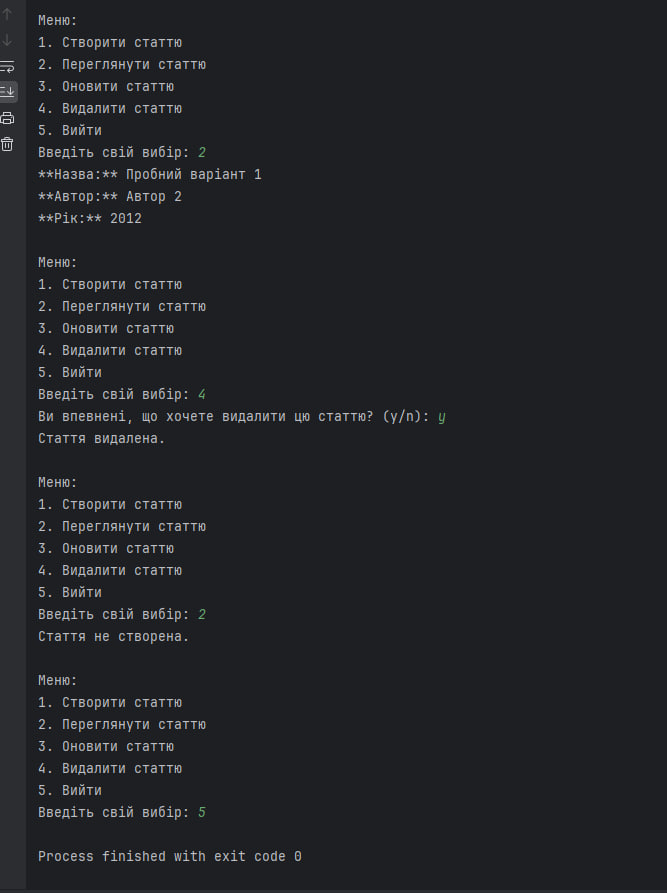 Меню:
1. Створити статтю
2. Переглянути статтю
3. Оновити статтю
4. Видалити статтю
5. Вийти
Введіть свій вибір: 2
**Назва:** Пробний варіант 1
**Автор:** Автор 2
**Рік:** 2012
Меню:
1. Створити статтю
2. Переглянути статтю
3. Оновити статтю
4. Видалити статтю
5. Вийти
Введіть свій вибір: 4
Ви впевнені, що хочете видалити цю статтю? (y/n): y
Стаття видалена.
Меню:
1. Створити статтю
2. Переглянути статтю
3. Оновити статтю
4. Видалити статтю
5. Вийти
Введіть свій вибір: 2
Стаття не створена.
Меню:
1. Створити статтю
2. Переглянути статтю
3. Оновити статтю
4. Видалити статтю
5. Вийти
Введіть свій вибір: 5
Process finished with exit code 0